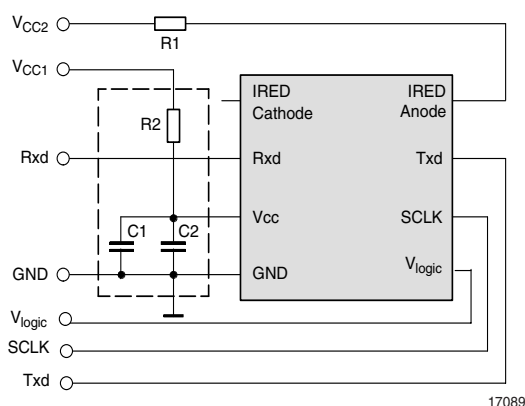 VCC2
R1
VCC1
IRED Cathode
IRED Anode
R2
Rxd
Rxd
Txd
Vcc
SCLK
C1
C2
GND
GND
Vlogic
Vlogic
SCLK
Txd
17089